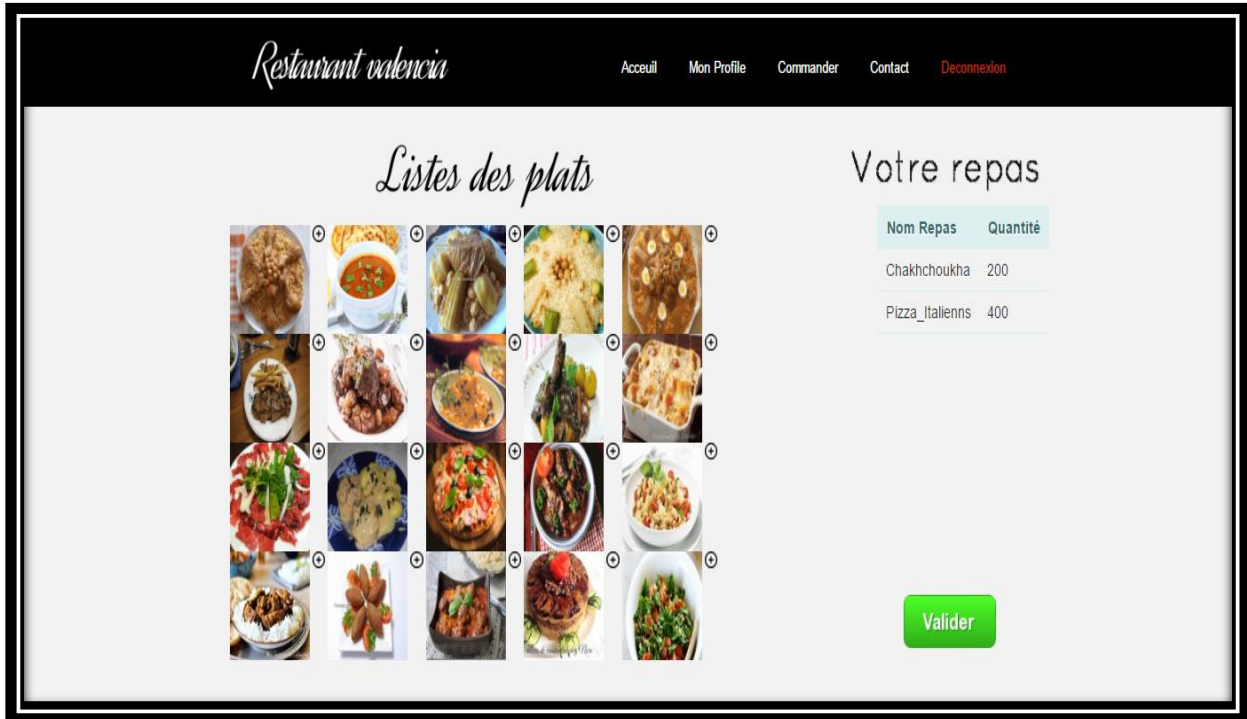 Restaurant valencia
Acceuil Mon Profile Commander Contact Deconnexion
Listes des plats
Votre repas
Nom Repas Quantité
Chakhchoukha 200
Pizza_Italienns 400
Valider